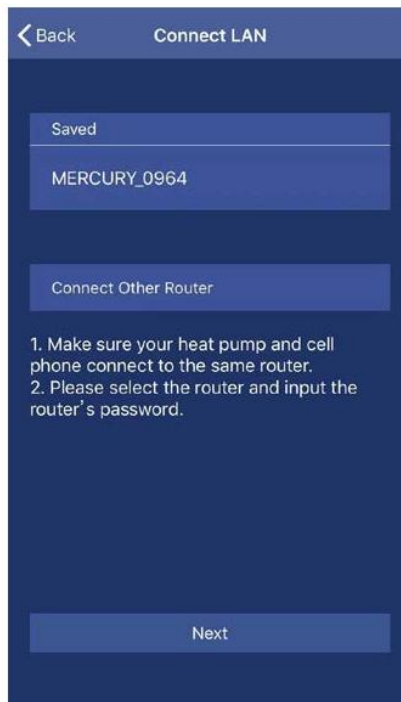 Back
Connect LAN
Saved
MERCURY_0964
Connect Other Router
1. Make sure your heat pump and cell
phone connect to the same router.
2. Please select the router and input the
router's password.
Next